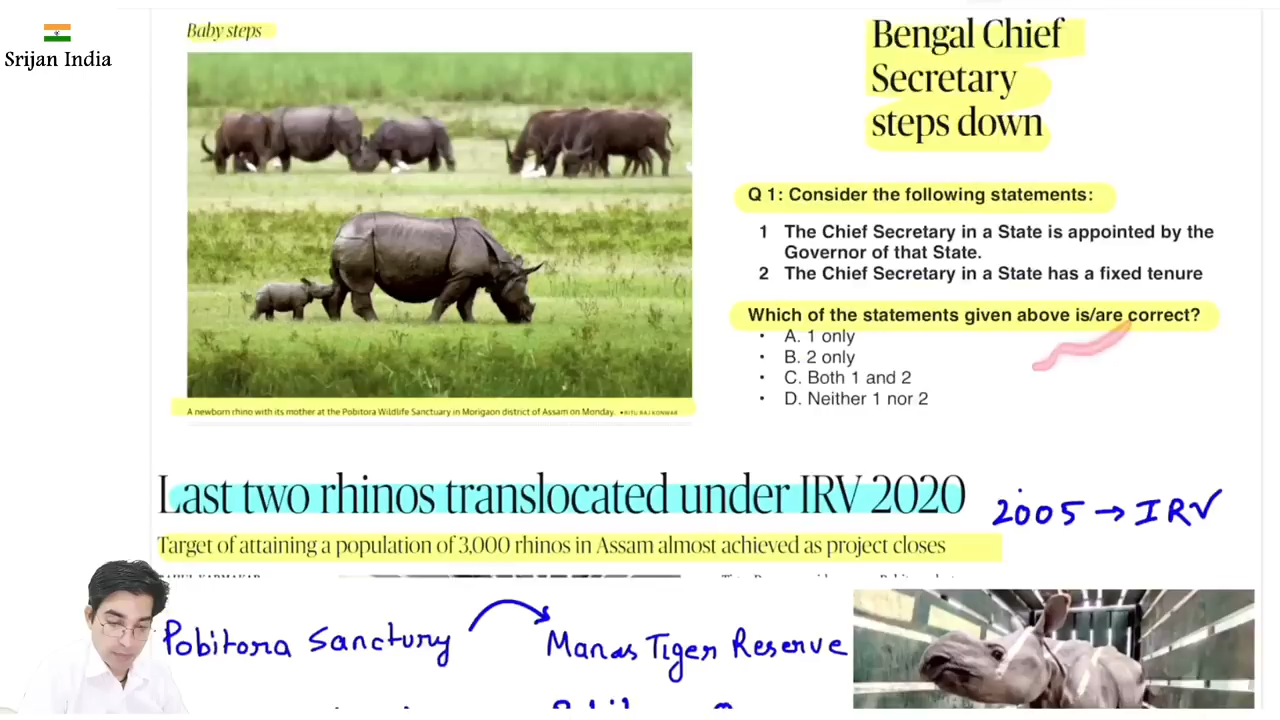 Srijan India
Baby steps
A newborn rhino with its mother at the Pobitora Wildlife Sanctuary in Morigaon district of Assam on Monday. • RITU RAJ KONWAR
Bengal Chief
Secretary
steps down
Q 1: Consider the following statements:
1 The Chief Secretary in a State is appointed by the
Governor of that State.
2 The Chief Secretary in a State has a fixed tenure
Which of the statements given above is/are correct?
• A. 1 only
• B. 2 only
• C. Both 1 and 2
• D. Neither 1 nor 2
Last two rhinos translocated under IRV 2020
2005 → IRV
Target of attaining a population of 3,000 rhinos in Assam almost achieved as project closes
Pobitora Sanctury
Manas Tiger Reserve